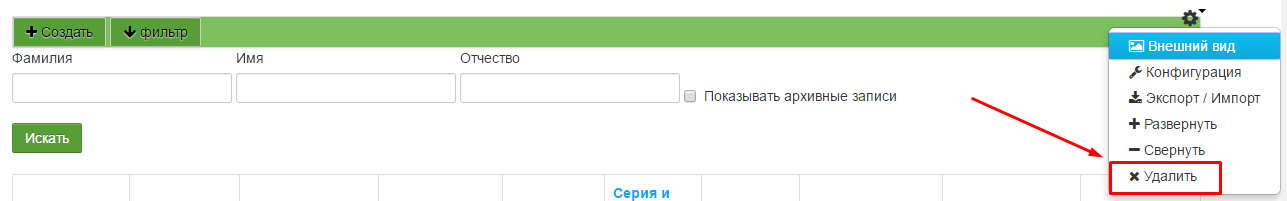 Создать фильтр
Фамилия Имя Отчество
Показывать архивные записи
Искать
Серия и
Внешний вид
Конфигурация
Экспорт / Импорт
Развернуть
Свернуть
Удалить